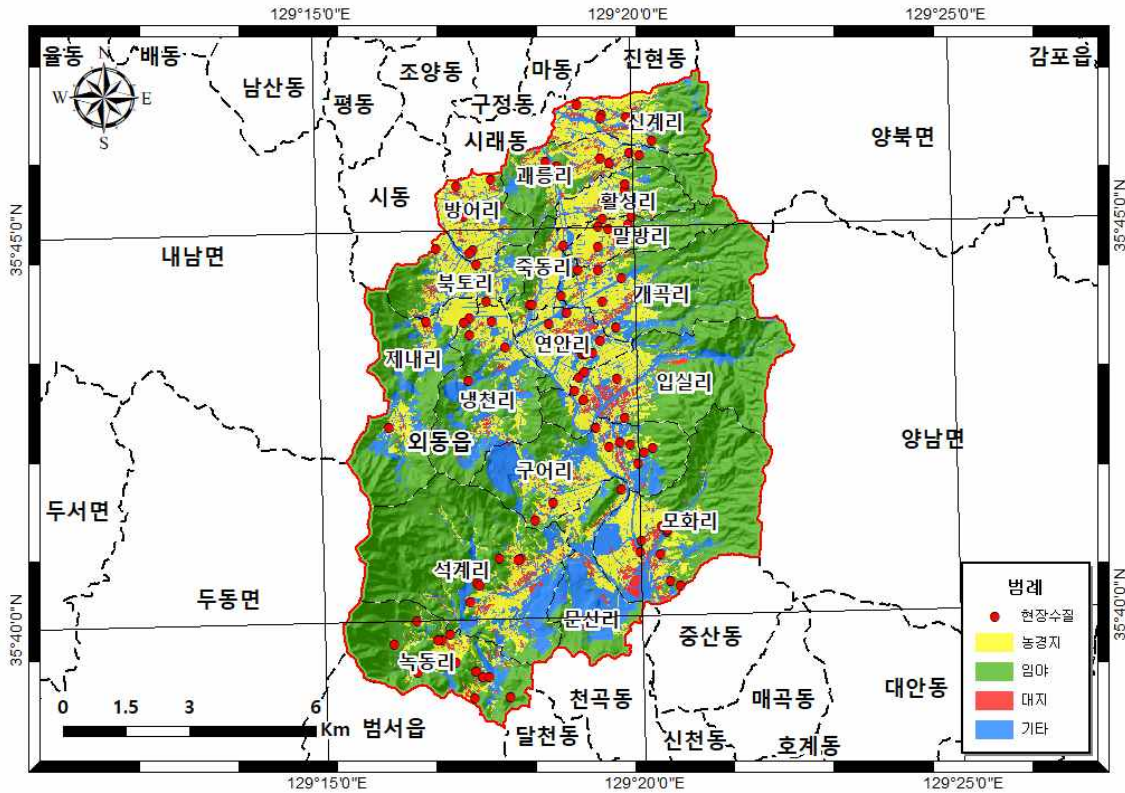 129°15'0"E 129°20'0"E 129°25'0"E
율동 배동 조양동 마동 진현동 감포읍
N
W E
S
남산동 평동 구정동
시래동 신계리 양북면
괘릉리
시동 방어리 활성리
35°45'0"N 35°45'0"N
말방리
내남면 죽동리
북토리 개곡리
연안리
제내리 입실리
냉천리
외동읍 양남면
구어리
두서면 모화리
석계리
두동면 문산리
35°40'0"N 35°40'0"N
녹동리 중산동
매곡동 대안동
천곡동
범서읍 달천동 신천동 호계동
0 1.5 3 6
Km
범례
현장수질
농경지
임야
대지
기타
129°15'0"E 129°20'0"E 129°25'0"E